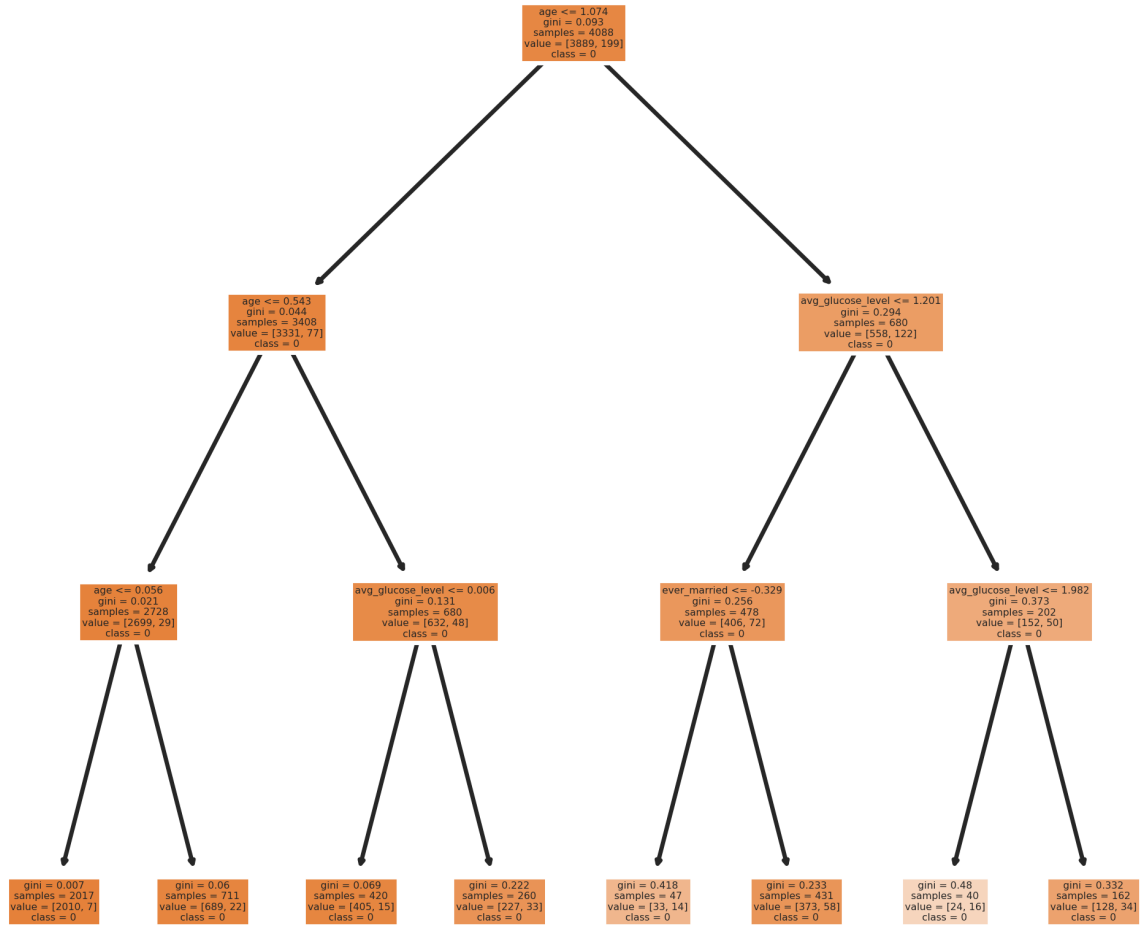 age <= 1.074
gini = 0.093
samples = 4088
value = [3889, 199]
class = 0
age <= 0.543
gini = 0.044
samples = 3408
value = [3331, 77]
class = 0
avg_glucose_level <= 1.201
gini = 0.294
samples = 680
value = [558, 122]
class = 0
age <= 0.056
gini = 0.021
samples = 2728
value = [2699, 29]
class = 0
avg_glucose_level <= 0.006
gini = 0.131
samples = 680
value = [632, 48]
class = 0
ever_married <= -0.329
gini = 0.256
samples = 478
value = [406, 72]
class = 0
avg_glucose_level <= 1.982
gini = 0.373
samples = 202
value = [152, 50]
class = 0
gini = 0.007
samples = 2017
value = [2010, 7]
class = 0
gini = 0.06
samples = 711
value = [689, 22]
class = 0
gini = 0.069
samples = 420
value = [405, 15]
class = 0
gini = 0.222
samples = 260
value = [227, 33]
class = 0
gini = 0.418
samples = 47
value = [33, 14]
class = 0
gini = 0.233
samples = 431
value = [373, 58]
class = 0
gini = 0.48
samples = 40
value = [24, 16]
class = 0
gini = 0.332
samples = 162
value = [128, 34]
class = 0